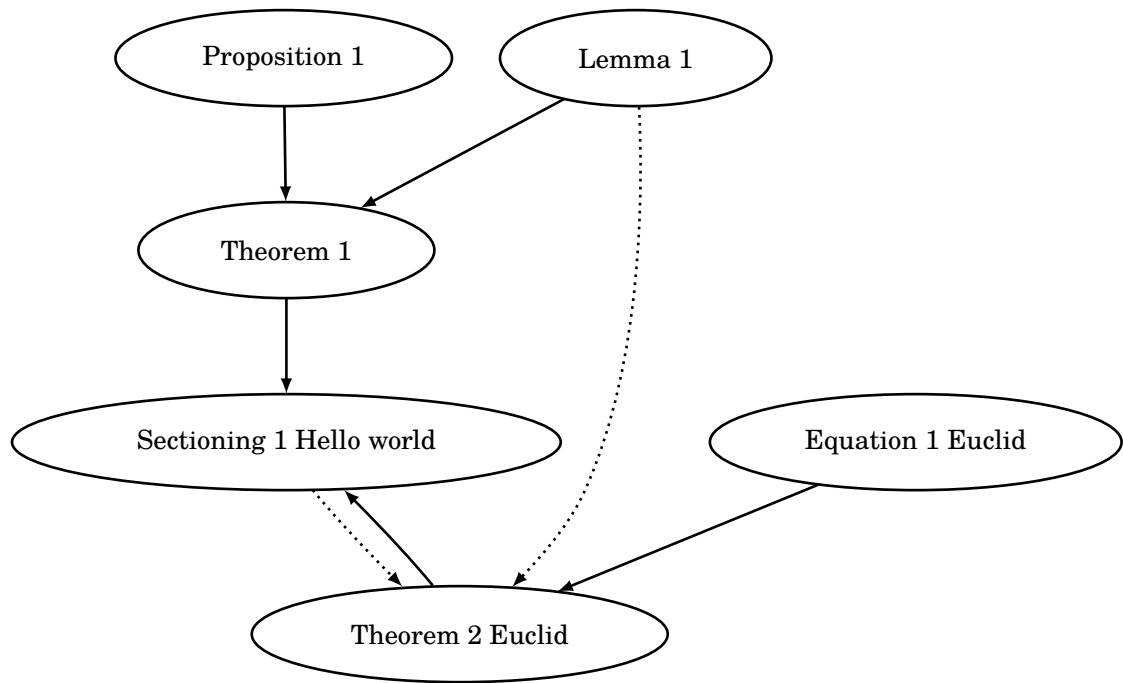 Proposition 1
Lemma 1
Theorem 1
Sectioning 1 Hello world
Equation 1 Euclid
Theorem 2 Euclid